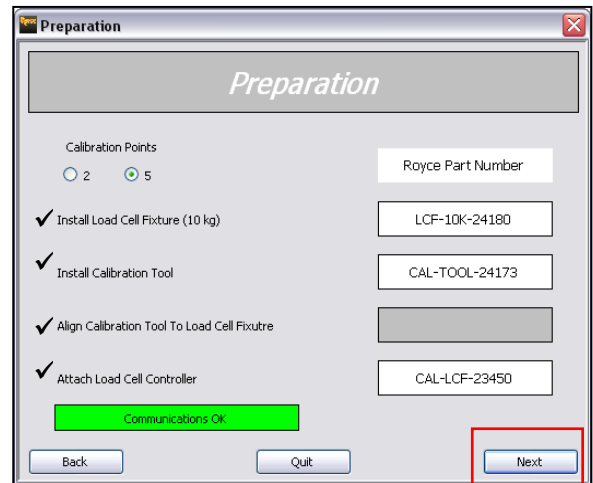 Royce Preparation
Preparation
Calibration Points
2 5
Royce Part Number
Install Load Cell Fixture (10 kg)
LCF-10K-24180
Install Calibration Tool
CAL-TOOL-24173
Align Calibration Tool To Load Cell Fixutre
Attach Load Cell Controller
CAL-LCF-23450
Communications OK
Back Quit Next